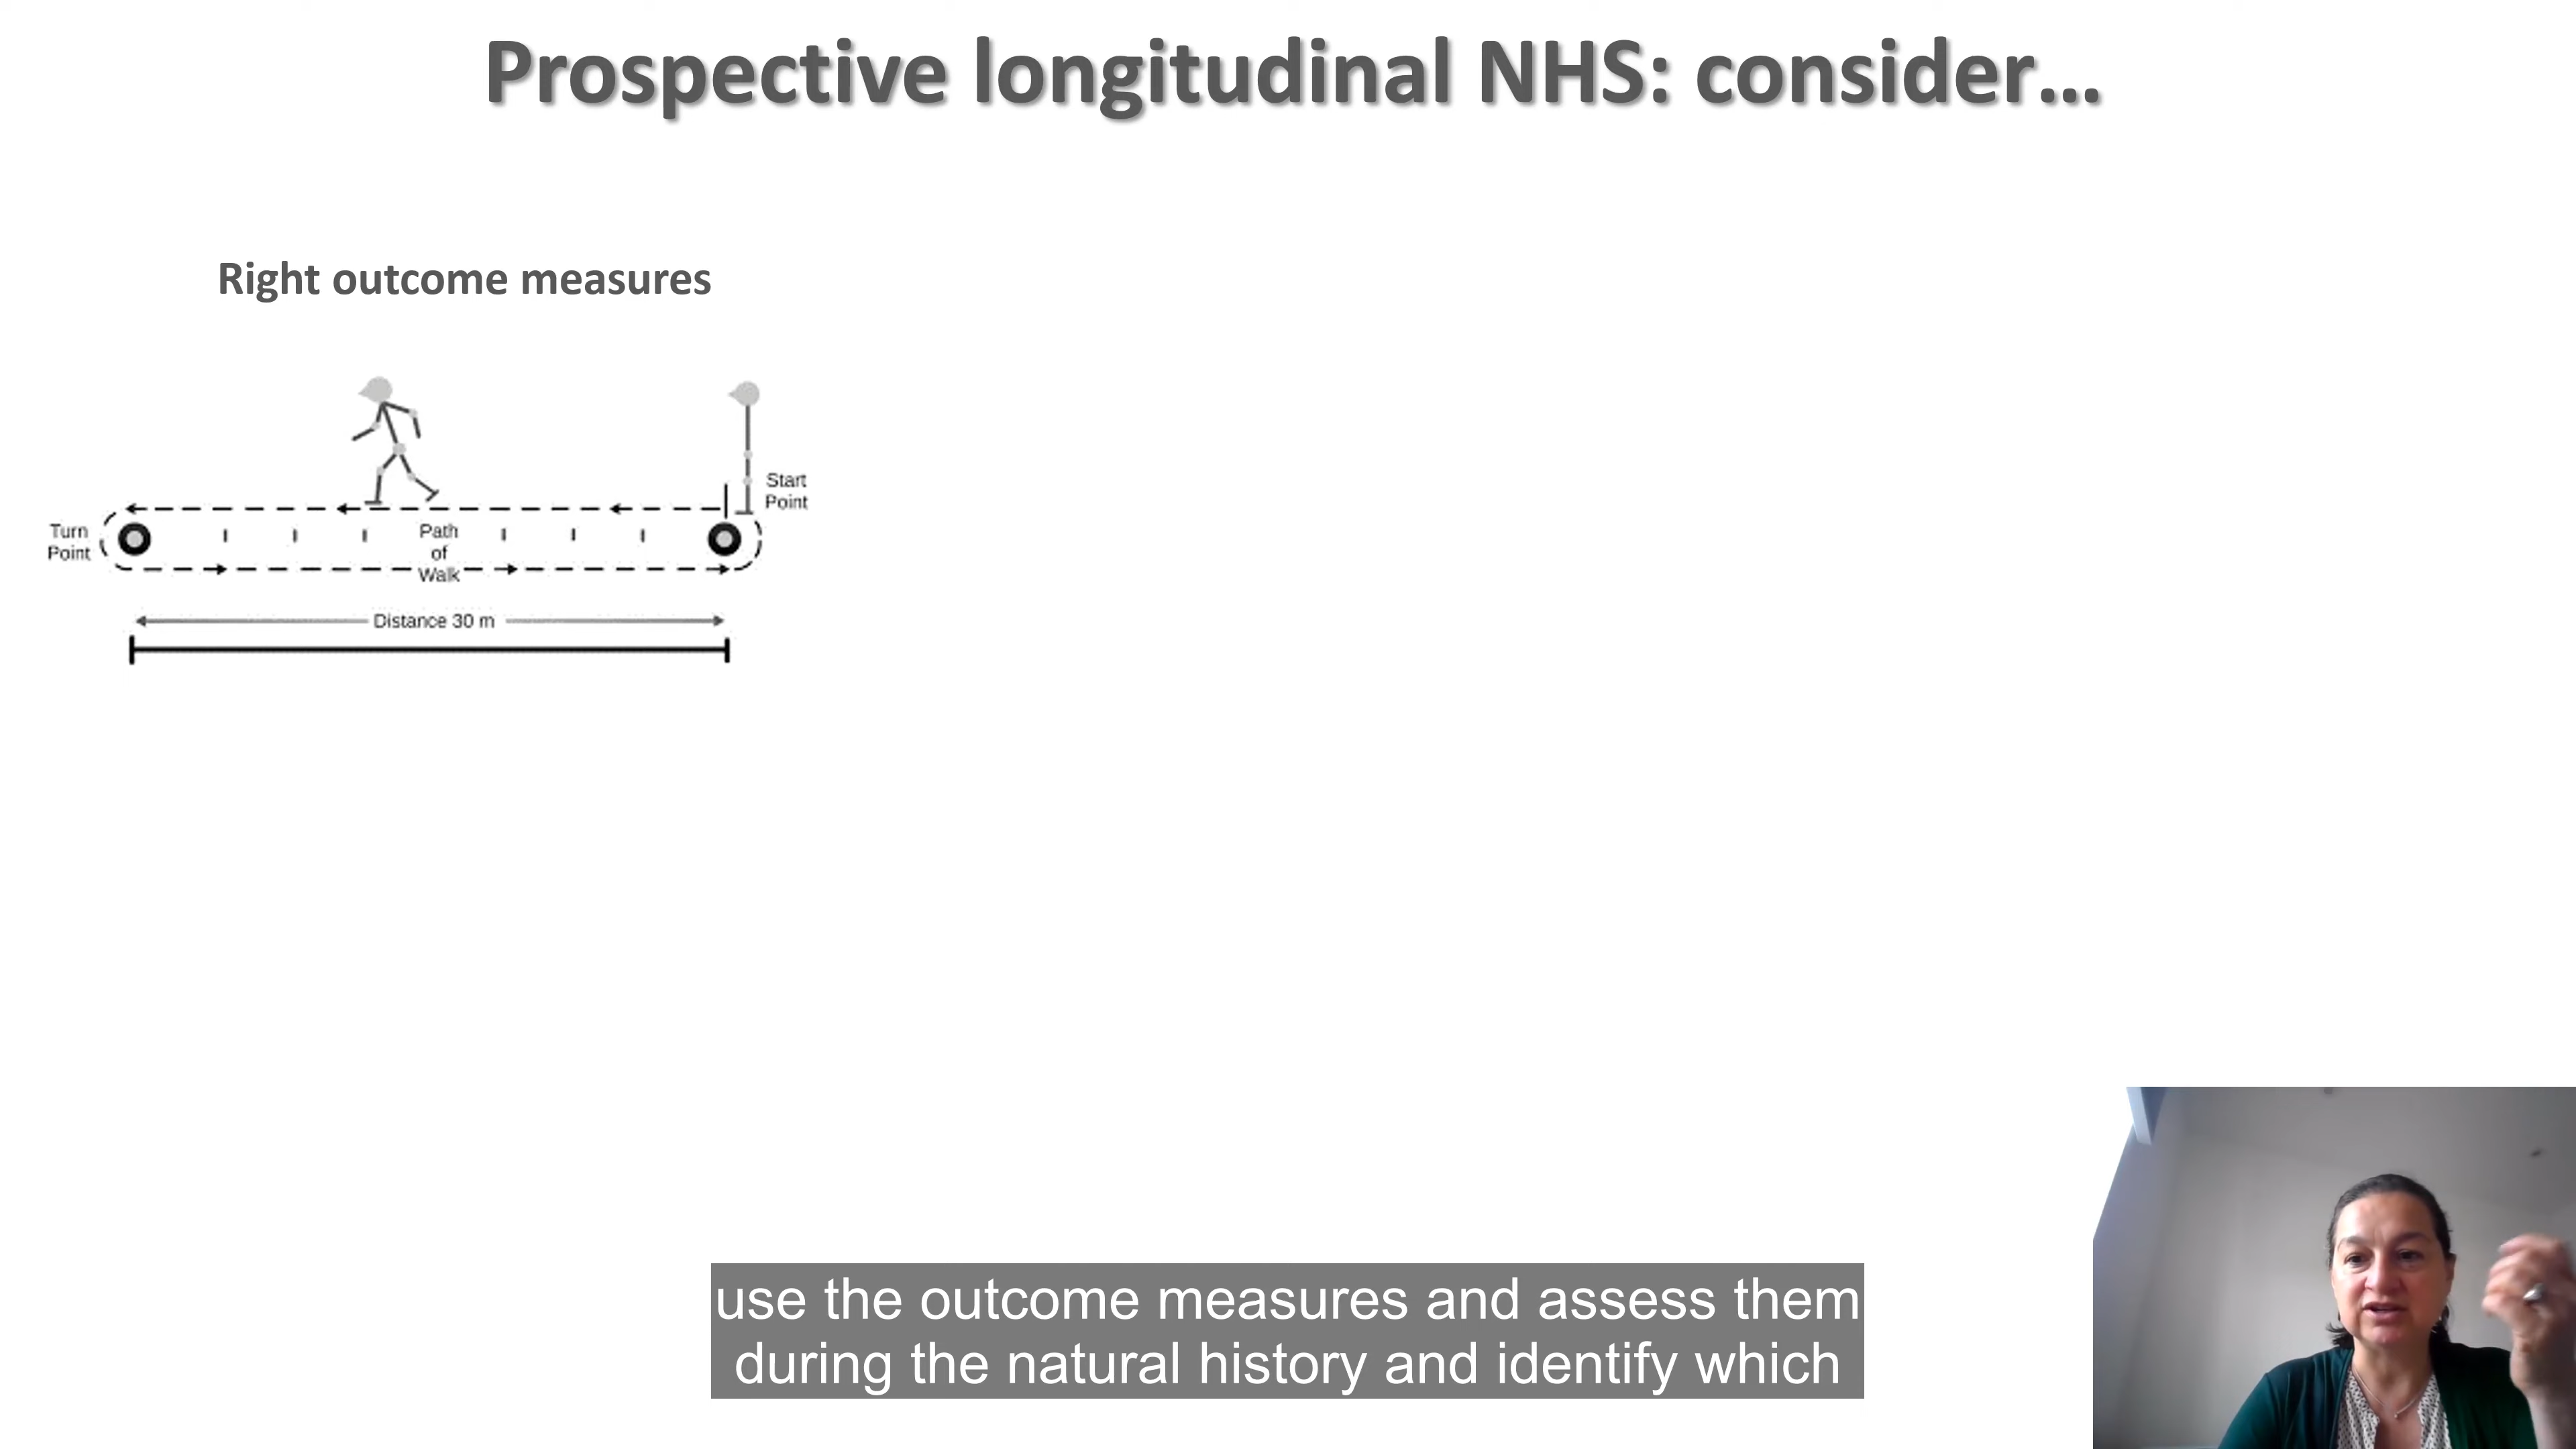 Prospective longitudinal NHS: consider...
Right outcome measures
Start
Point
Turn
Point
Path
of
Walk
Distance 30 m
use the outcome measures and assess them
during the natural history and identify which